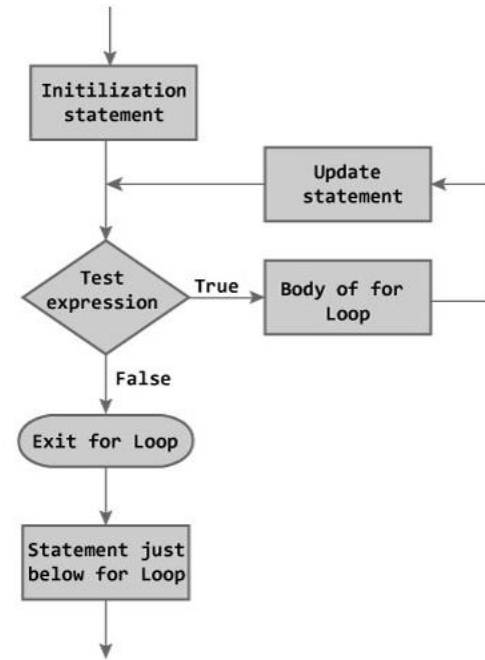 Initilization
statement
Update
statement
Test
expression
True
Body of for
Loop
False
Exit for Loop
Statement just
below for Loop